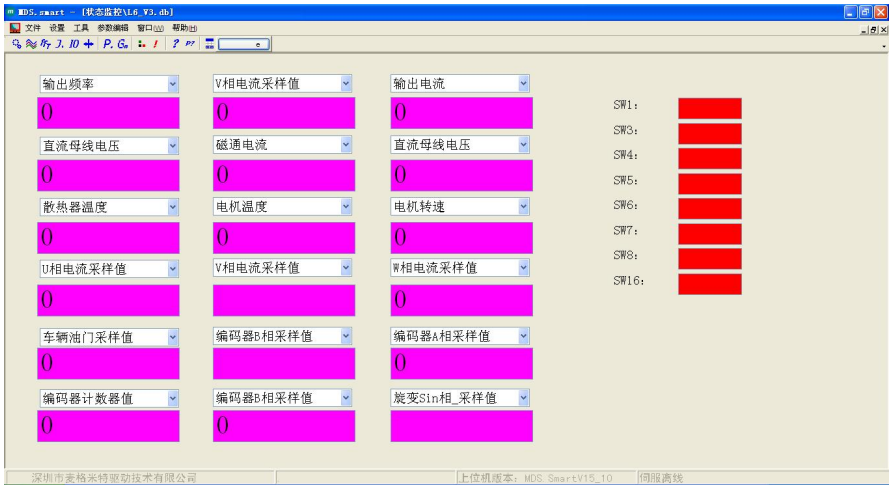 MDS.smart - [状态监控\L6_V3.db]
文件 设置 工具 参数编辑 窗口(W) 帮助(H)
J. IO P. G. ! ? P? e
输出频率 V相电流采样值 输出电流
0 0 0
SW1:
直流母线电压 磁通电流 直流母线电压
SW3:
0 0 0
SW4:
SW5:
散热器温度 电机温度 电机转速
SW6:
0 0 0
SW7:
U相电流采样值 V相电流采样值 W相电流采样值
SW8:
0 0
SW16:
车辆油门采样值 编码器B相采样值 编码器A相采样值
0 0
编码器计数器值 编码器B相采样值 旋变Sin相_采样值
0 0
深圳市麦格米特驱动技术有限公司 上位机版本: MDS.SmartV15_10 伺服离线